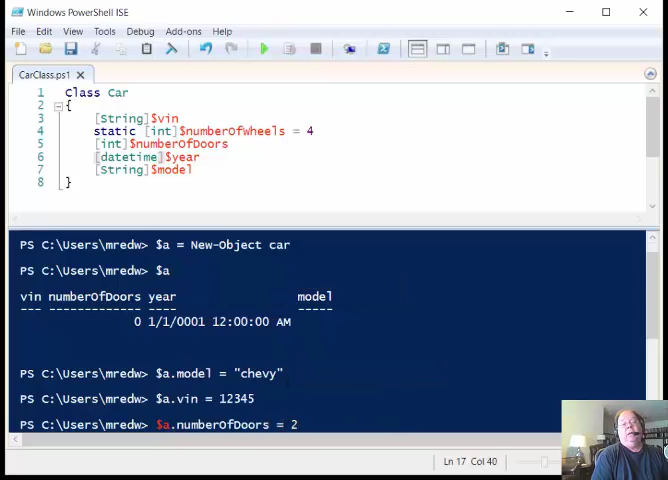 Windows PowerShell ISE
File Edit View Tools Debug Add-ons Help
CarClass.ps1
1 Class Car
2 {
3 [String]$vin
4 static [int]$numberOfWheels = 4
5 [int]$numberOfDoors
6 [datetime]$year
7 [String]$model
8 }
PS C:\Users\mredw> $a = New-Object car
PS C:\Users\mredw> $a
vin numberOfDoors year model
--- ------------- ---- -----
0 1/1/0001 12:00:00 AM
PS C:\Users\mredw> $a.model = "chevy"
PS C:\Users\mredw> $a.vin = 12345
PS C:\Users\mredw> $a.numberOfDoors = 2
Ln 17 Col 40